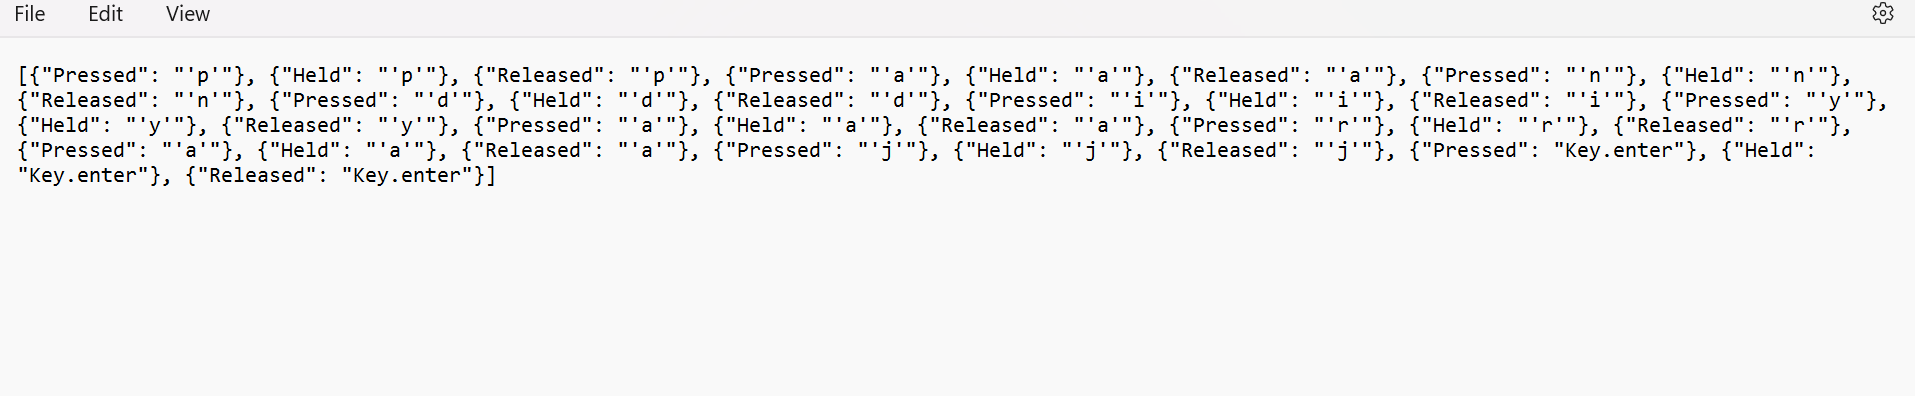 File Edit View
[{"Pressed": "'p'"}, {"Held": "'p'"}, {"Released": "'p'"}, {"Pressed": "'a'"}, {"Held": "'a'"}, {"Released": "'a'"}, {"Pressed": "'n'"}, {"Held": "'n'"},
{"Released": "'n'"}, {"Pressed": "'d'"}, {"Held": "'d'"}, {"Released": "'d'"}, {"Pressed": "'i'"}, {"Held": "'i'"}, {"Released": "'i'"}, {"Pressed": "'y'"},
{"Held": "'y'"}, {"Released": "'y'"}, {"Pressed": "'a'"}, {"Held": "'a'"}, {"Released": "'a'"}, {"Pressed": "'r'"}, {"Held": "'r'"}, {"Released": "'r'"},
{"Pressed": "'a'"}, {"Held": "'a'"}, {"Released": "'a'"}, {"Pressed": "'j'"}, {"Held": "'j'"}, {"Released": "'j'"}, {"Pressed": "Key.enter"}, {"Held":
"Key.enter"}, {"Released": "Key.enter"}]